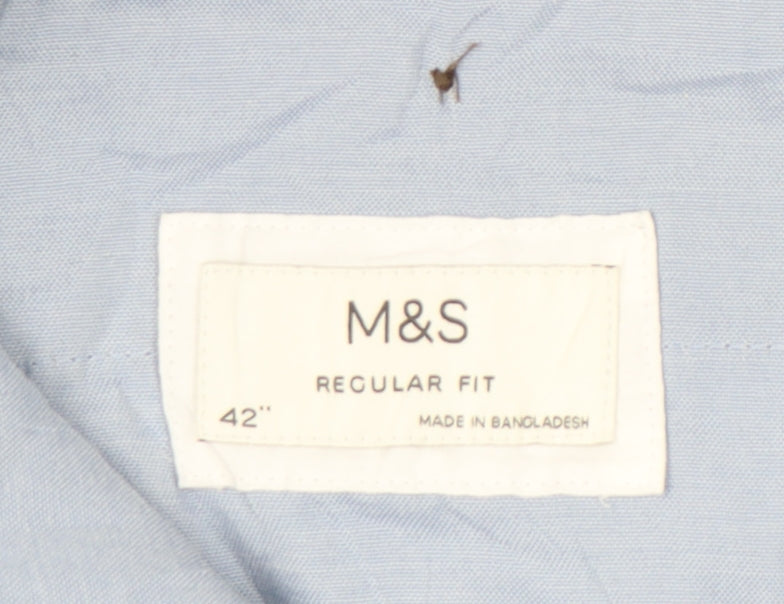 M&S
REGULAR FIT
42"
MADE IN BANGLADESH